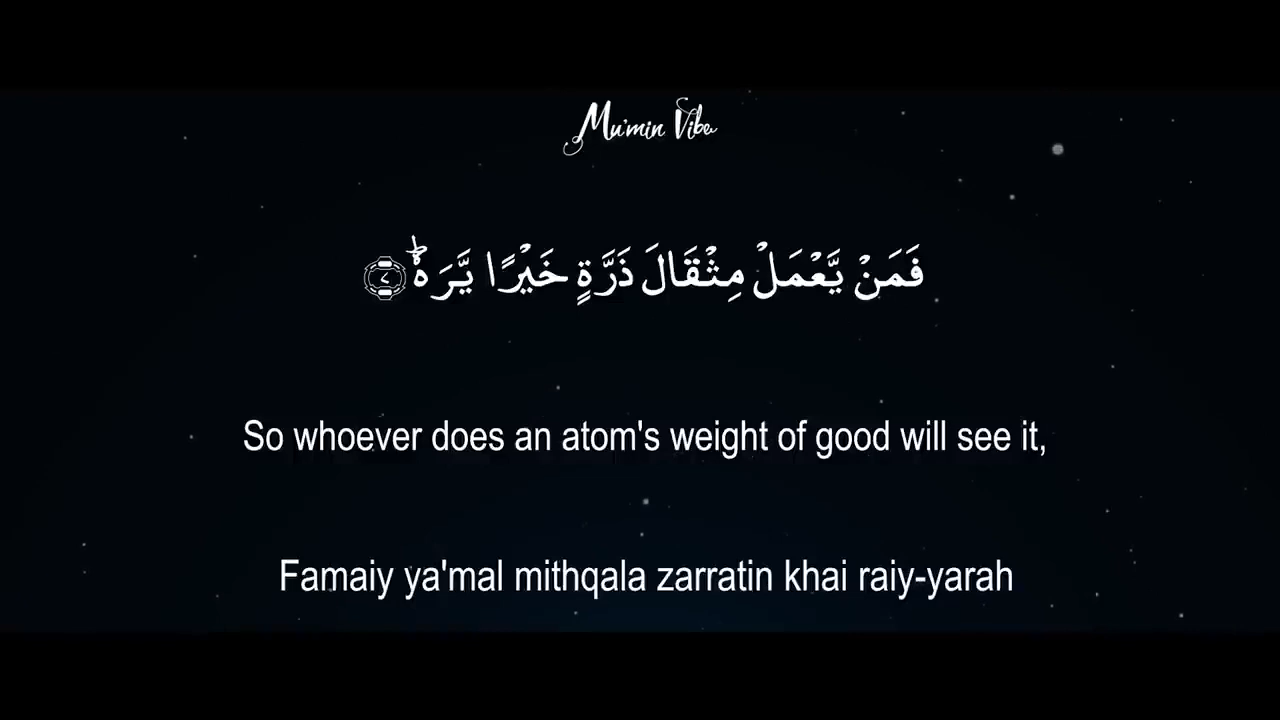 Mu'min Vibe
فَمَنْ يَّعْمَلْ مِثْقَالَ ذَرَّةٍ خَيْرًا يَّرَهٗ ؕ ۷
So whoever does an atom's weight of good will see it,
Famaiy ya'mal mithqala zarratin khai raiy-yarah